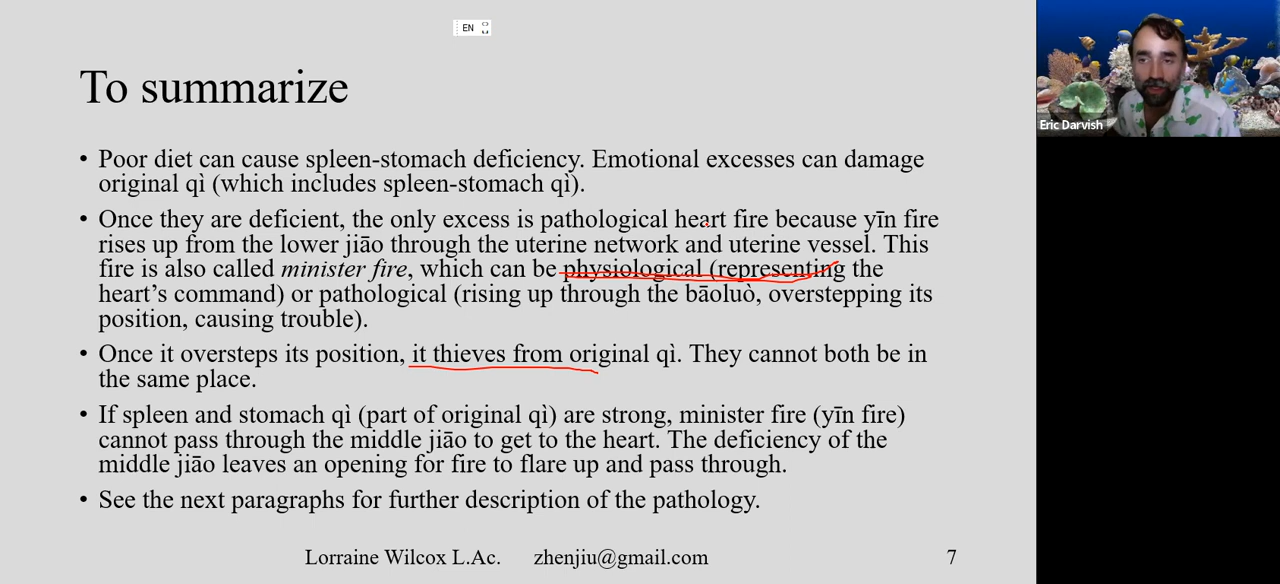 EN
To summarize
• Poor diet can cause spleen-stomach deficiency. Emotional excesses can damage
original qì (which includes spleen-stomach qì).
• Once they are deficient, the only excess is pathological heart fire because yīn fire
rises up from the lower jiāo through the uterine network and uterine vessel. This
fire is also called minister fire, which can be physiological (representing the
heart’s command) or pathological (rising up through the bāoluò, overstepping its
position, causing trouble).
• Once it oversteps its position, it thieves from original qì. They cannot both be in
the same place.
• If spleen and stomach qì (part of original qì) are strong, minister fire (yīn fire)
cannot pass through the middle jiāo to get to the heart. The deficiency of the
middle jiāo leaves an opening for fire to flare up and pass through.
• See the next paragraphs for further description of the pathology.
Lorraine Wilcox L.Ac. zhenjiu@gmail.com 7
Eric Darvish